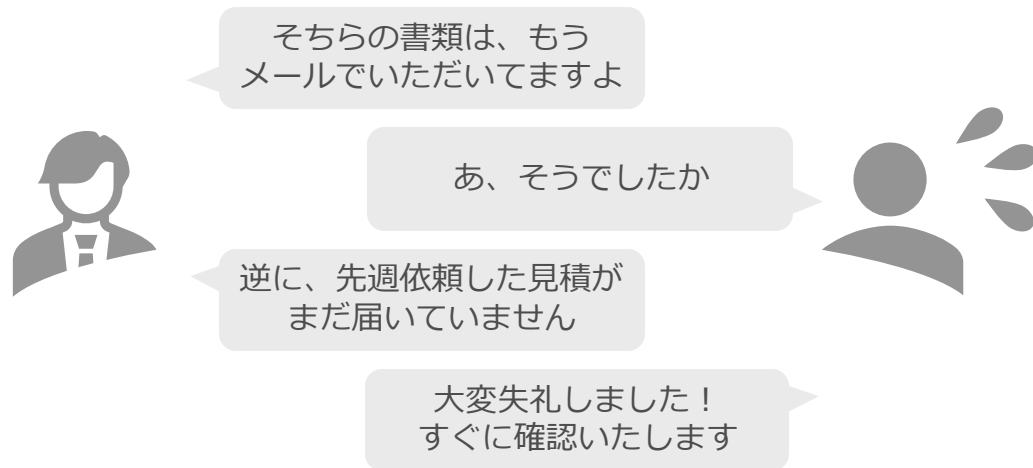 そちらの書類は、もう
メールでいただいてますよ
あ、そうでしたか
逆に、先週依頼した見積が
まだ届いていません
大変失礼しました！
すぐに確認いたします